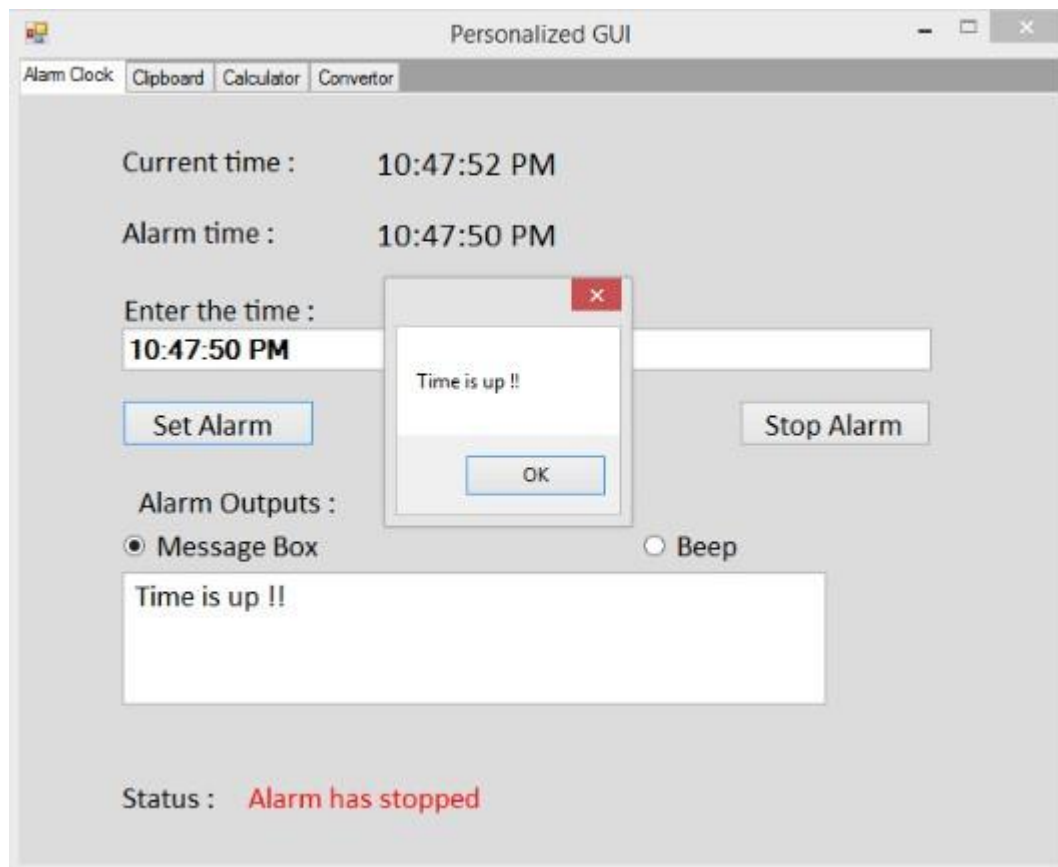 Personalized GUI
Alarm Clock Clipboard Calculator Convertor
Current time : 10:47:52 PM
Alarm time : 10:47:50 PM
Enter the time :
10:47:50 PM
Time is up !!
Set Alarm
Stop Alarm
OK
Alarm Outputs :
Message Box
Beep
Time is up !!
Status : Alarm has stopped